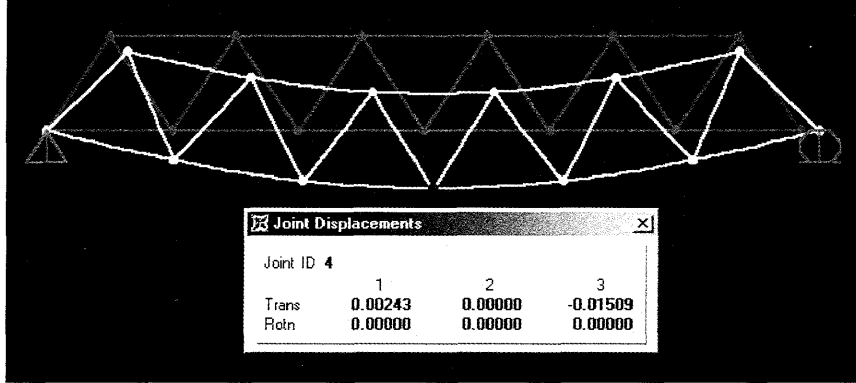 Joint Displacements
Joint ID 4
1 2 3
Trans 0.00243 0.00000 -0.01509
Rotn 0.00000 0.00000 0.00000